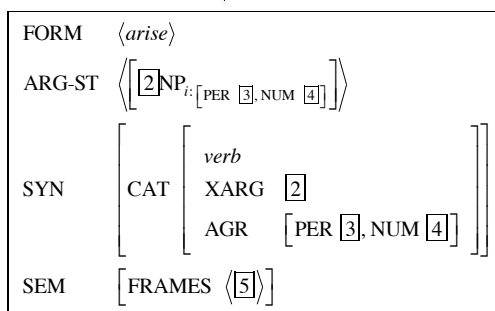 FORM ⟨arise⟩
ARG-ST ⟨[2 NP i:[PER 3, NUM 4]]⟩
verb
SYN CAT XARG 2
AGR [PER 3, NUM 4]
SEM [FRAMES ⟨5⟩]